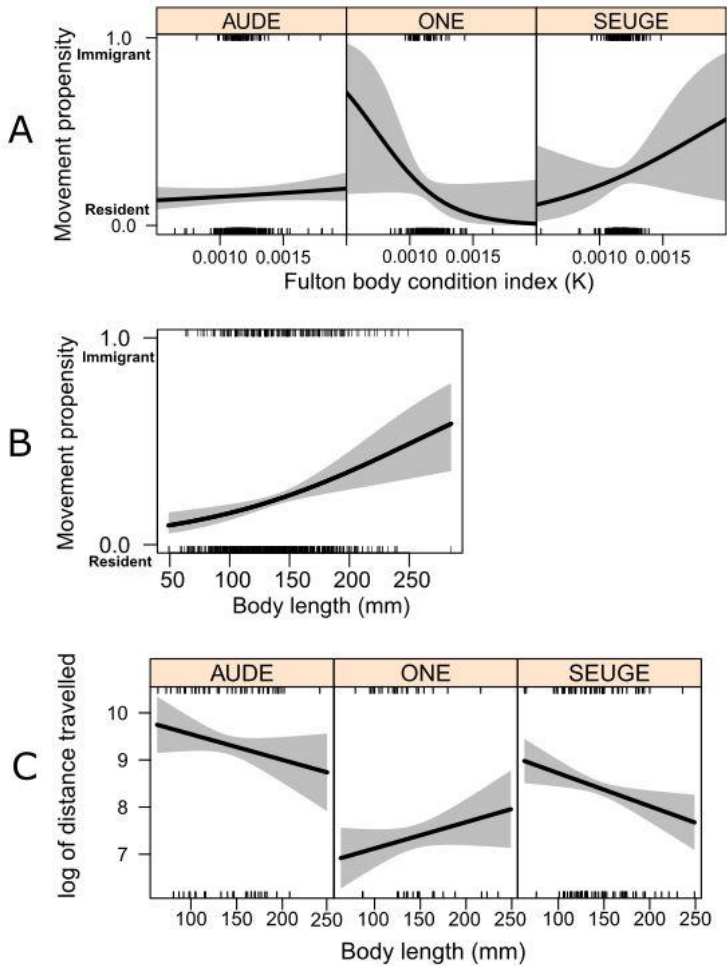 AUDE ONE SEUGE
A
Movement propensity
1.0
Immigrant
Resident
0.0
0.0010 0.0015 0.0010 0.0015 0.0010 0.0015
Fulton body condition index (K)
B
Movement propensity
1.0
Immigrant
0.0
Resident
50 100 150 200 250
Body length (mm)
C
AUDE ONE SEUGE
log of distance travelled
10
9
8
7
100 150 200 250 100 150 200 250 100 150 200 250
Body length (mm)